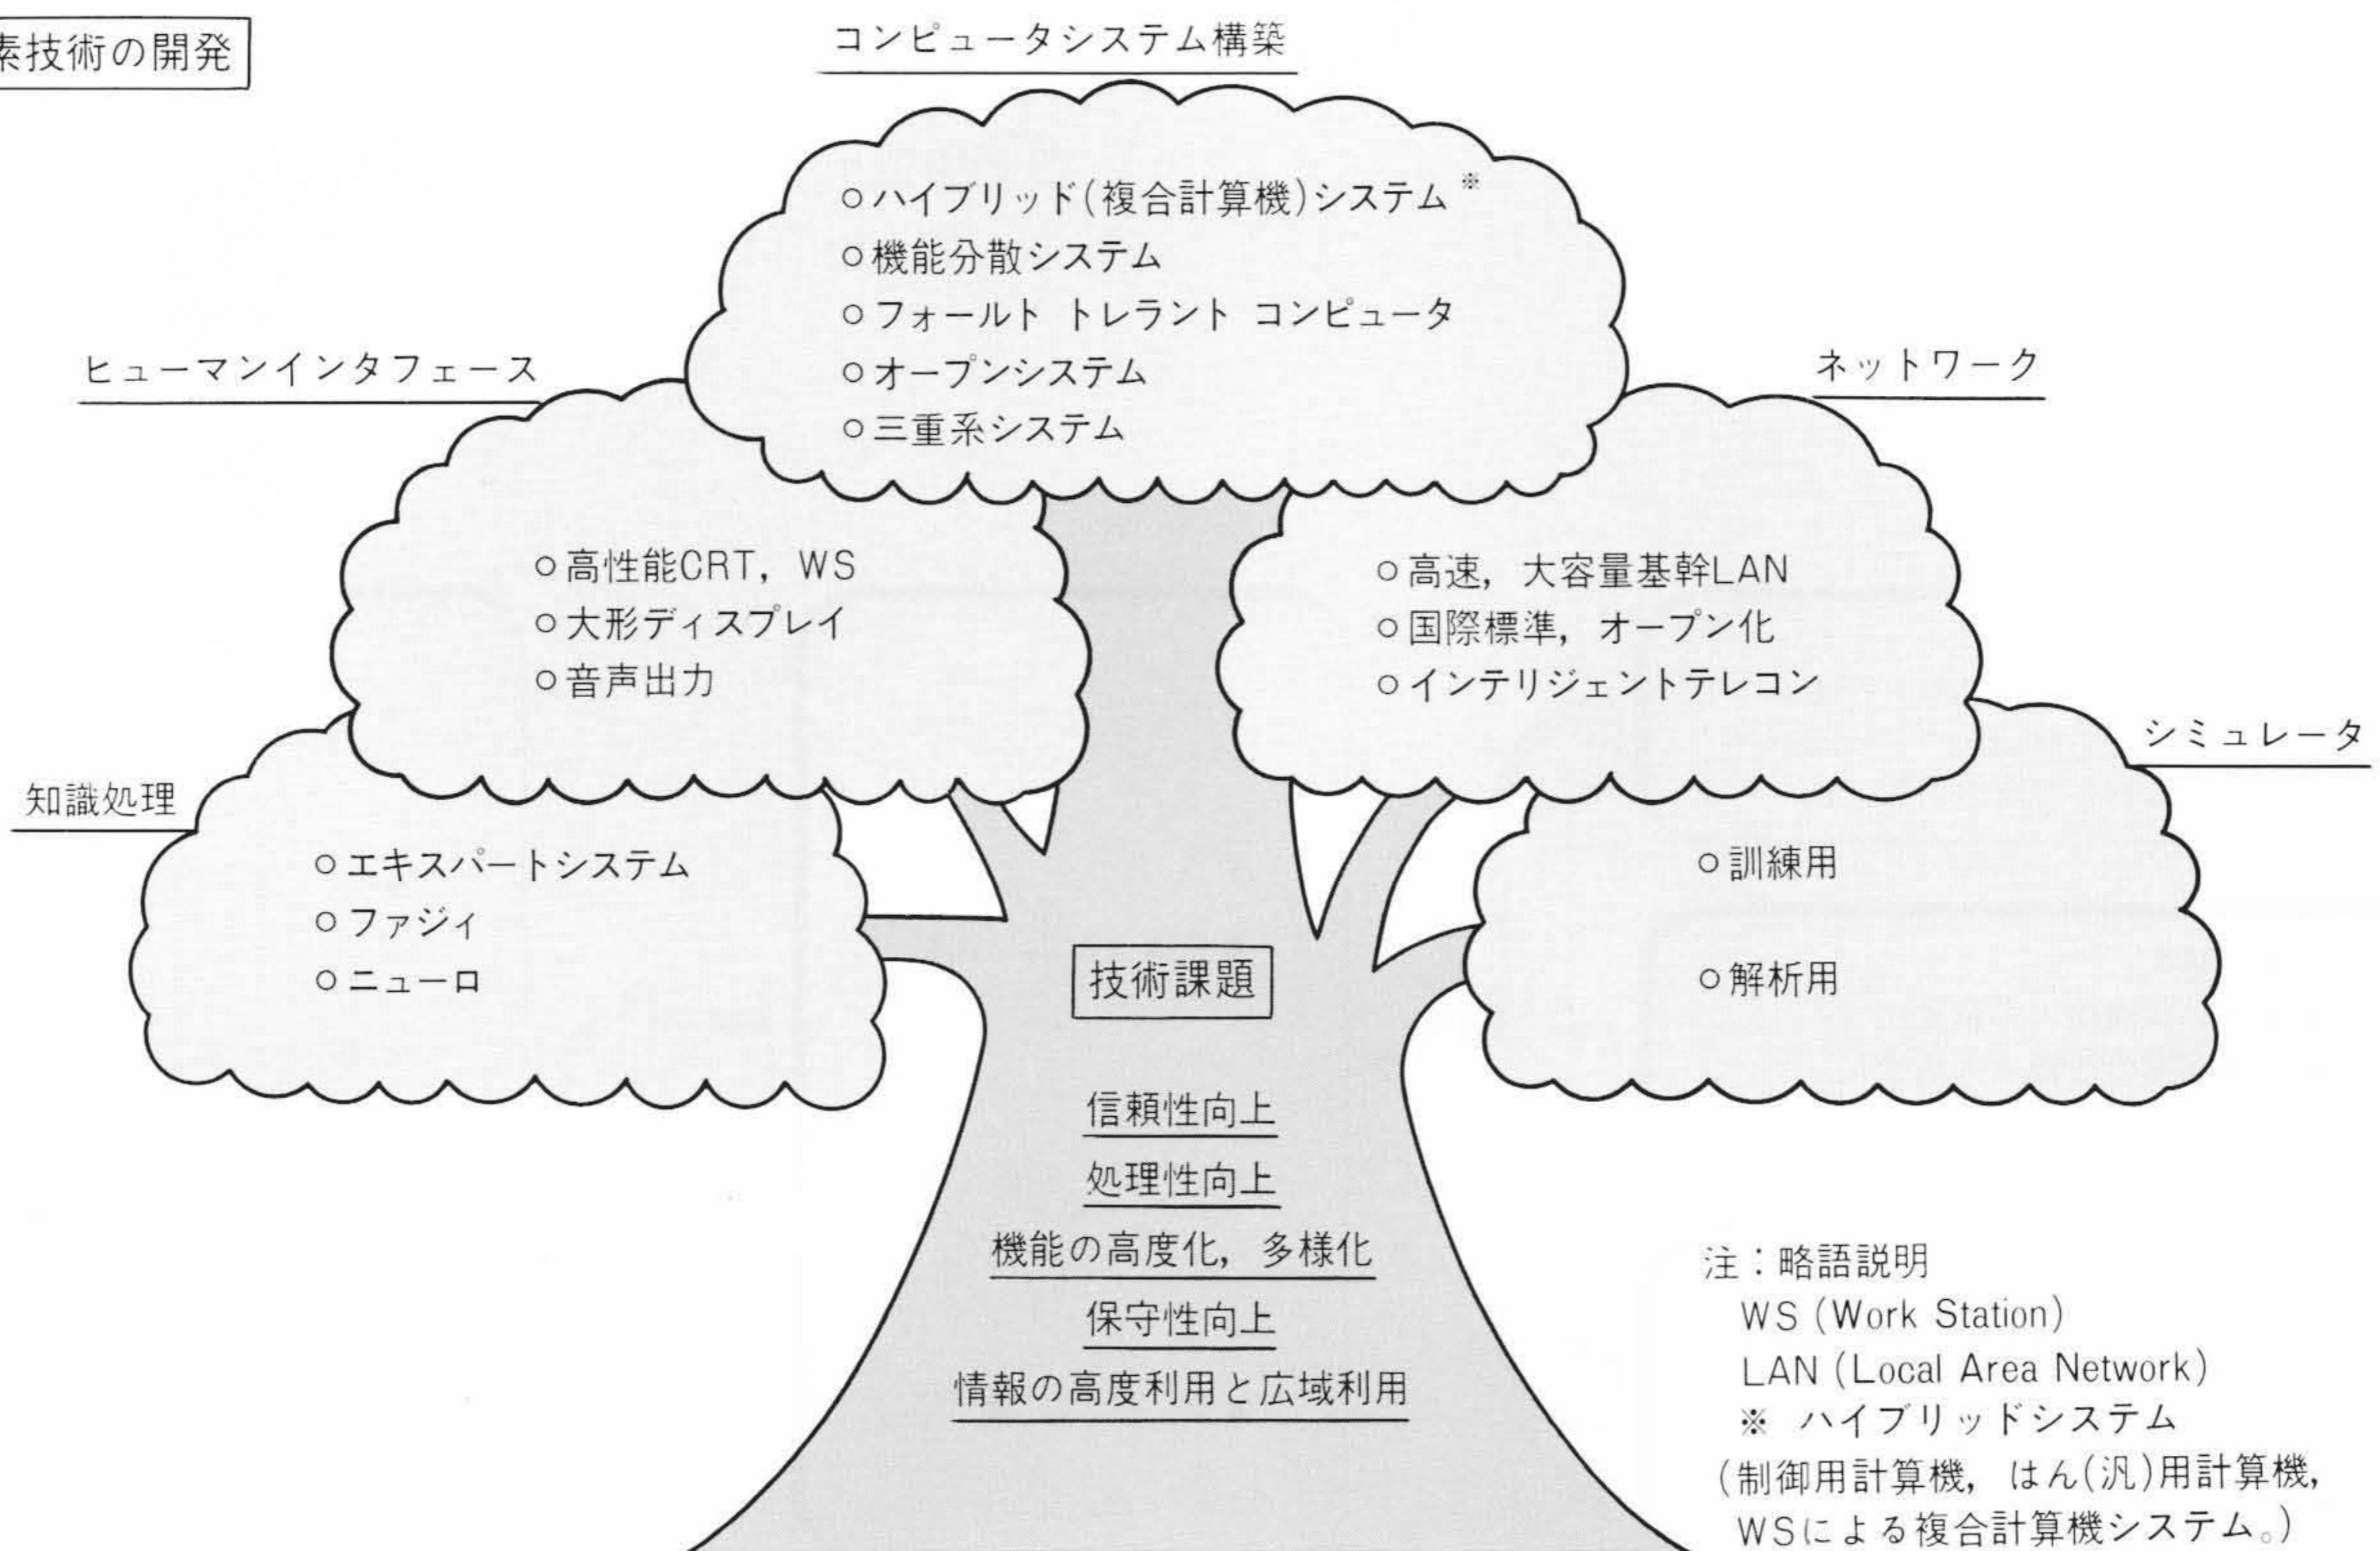 素技術の開発
コンピュータシステム構築
○ハイブリッド(複合計算機)システム※
○機能分散システム
○フォールト トレラント コンピュータ
○オープンシステム
○三重系システム
ヒューマンインタフェース
○高性能CRT, WS
○大形ディスプレイ
○音声出力
ネットワーク
○高速, 大容量基幹LAN
○国際標準, オープン化
○インテリジェントテレコン
知識処理
○エキスパートシステム
○ファジィ
○ニューロ
シミュレータ
○訓練用
○解析用
技術課題
信頼性向上
処理性向上
機能の高度化, 多様化
保守性向上
情報の高度利用と広域利用
注：略語説明
WS (Work Station)
LAN (Local Area Network)
※ ハイブリッドシステム
(制御用計算機, はん(汎)用計算機,
WSによる複合計算機システム。)